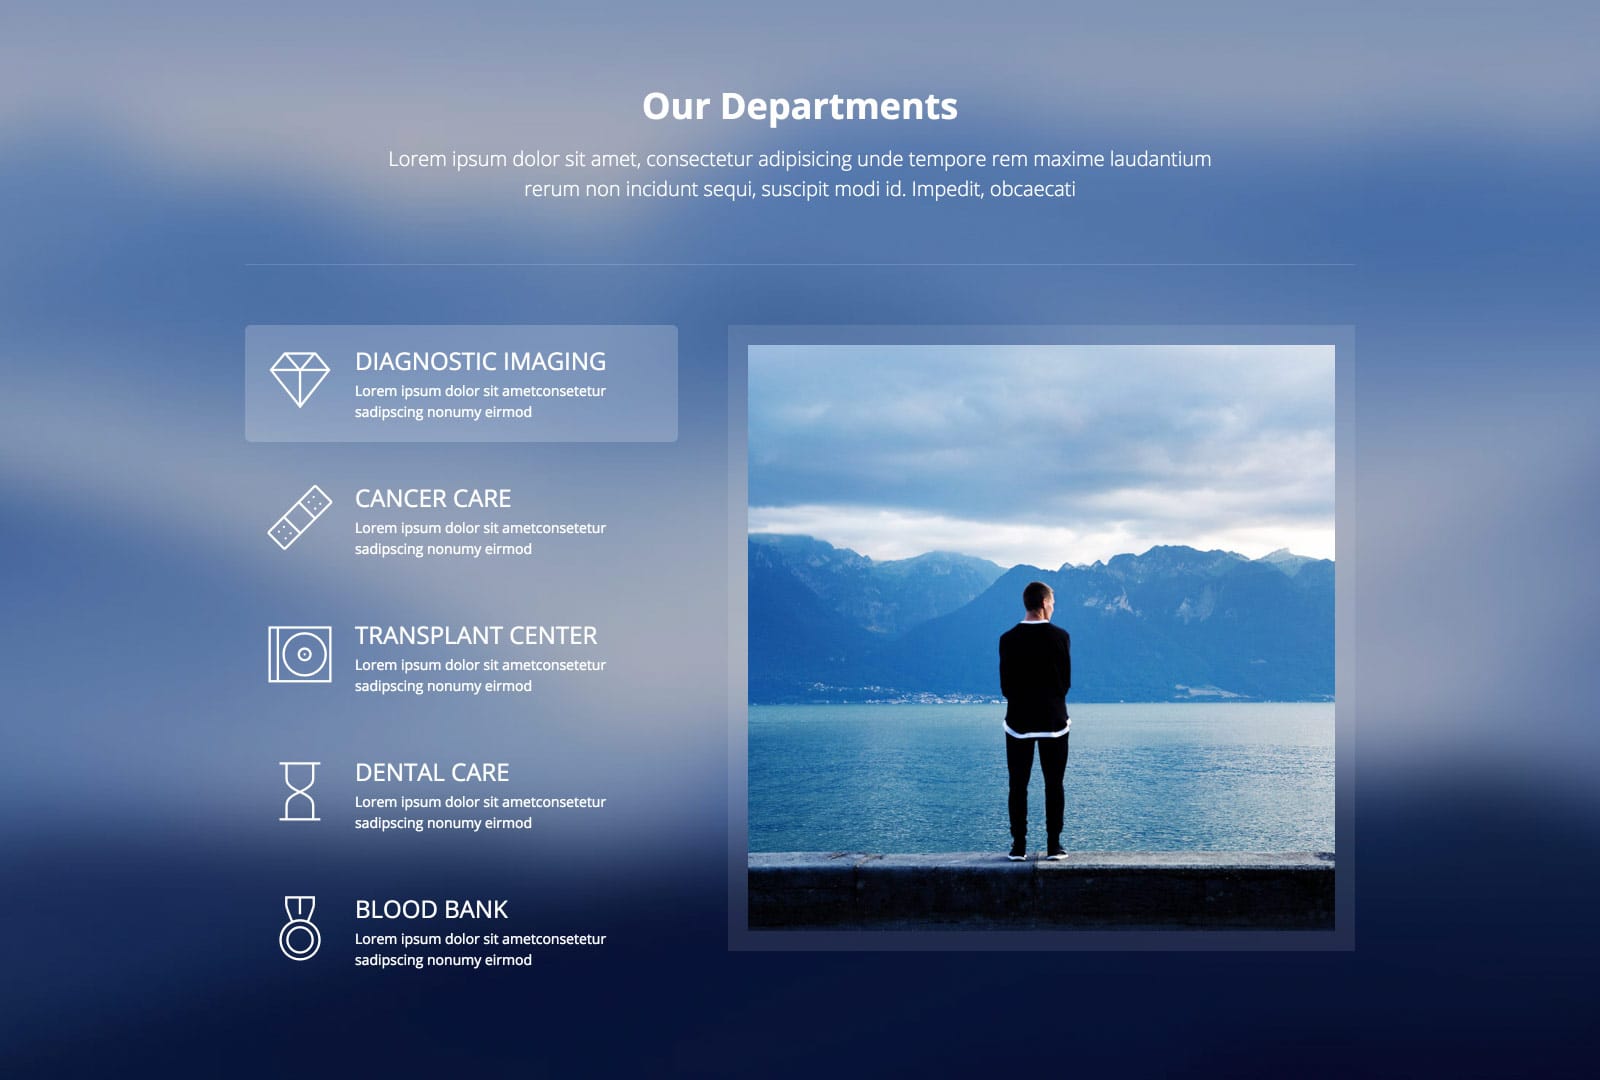 Our Departments
Lorem ipsum dolor sit amet, consectetur adipisicing unde tempore rem maxime laudantium
rerum non incidunt sequi, suscipit modi id. Impedit, obcaecati
DIAGNOSTIC IMAGING
Lorem ipsum dolor sit ametconsetetur
sadipscing nonumy eirmod
CANCER CARE
Lorem ipsum dolor sit ametconsetetur
sadipscing nonumy eirmod
TRANSPLANT CENTER
Lorem ipsum dolor sit ametconsetetur
sadipscing nonumy eirmod
DENTAL CARE
Lorem ipsum dolor sit ametconsetetur
sadipscing nonumy eirmod
BLOOD BANK
Lorem ipsum dolor sit ametconsetetur
sadipscing nonumy eirmod